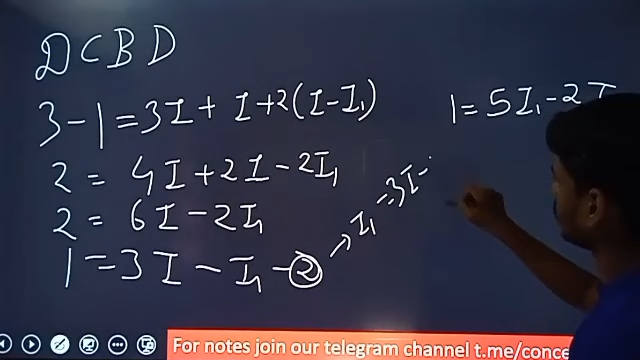 DCBD
3-1=3I+ I+2(I-I₁)
1=5I₁-2I
2= 4I+2I-2I₁
2= 6I-2I₁
1=3I-I₁-② → I₁=3I-
For notes join our telegram channel t.me/conce